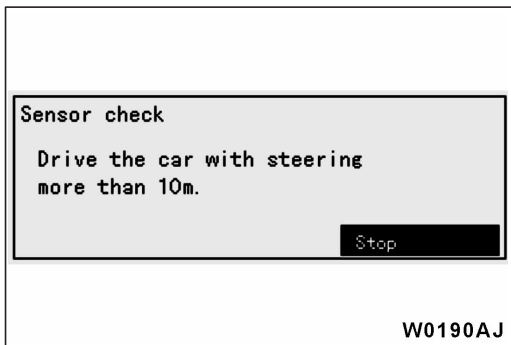 Sensor check
Drive the car with steering
more than 10m.
Stop
W0190AJ